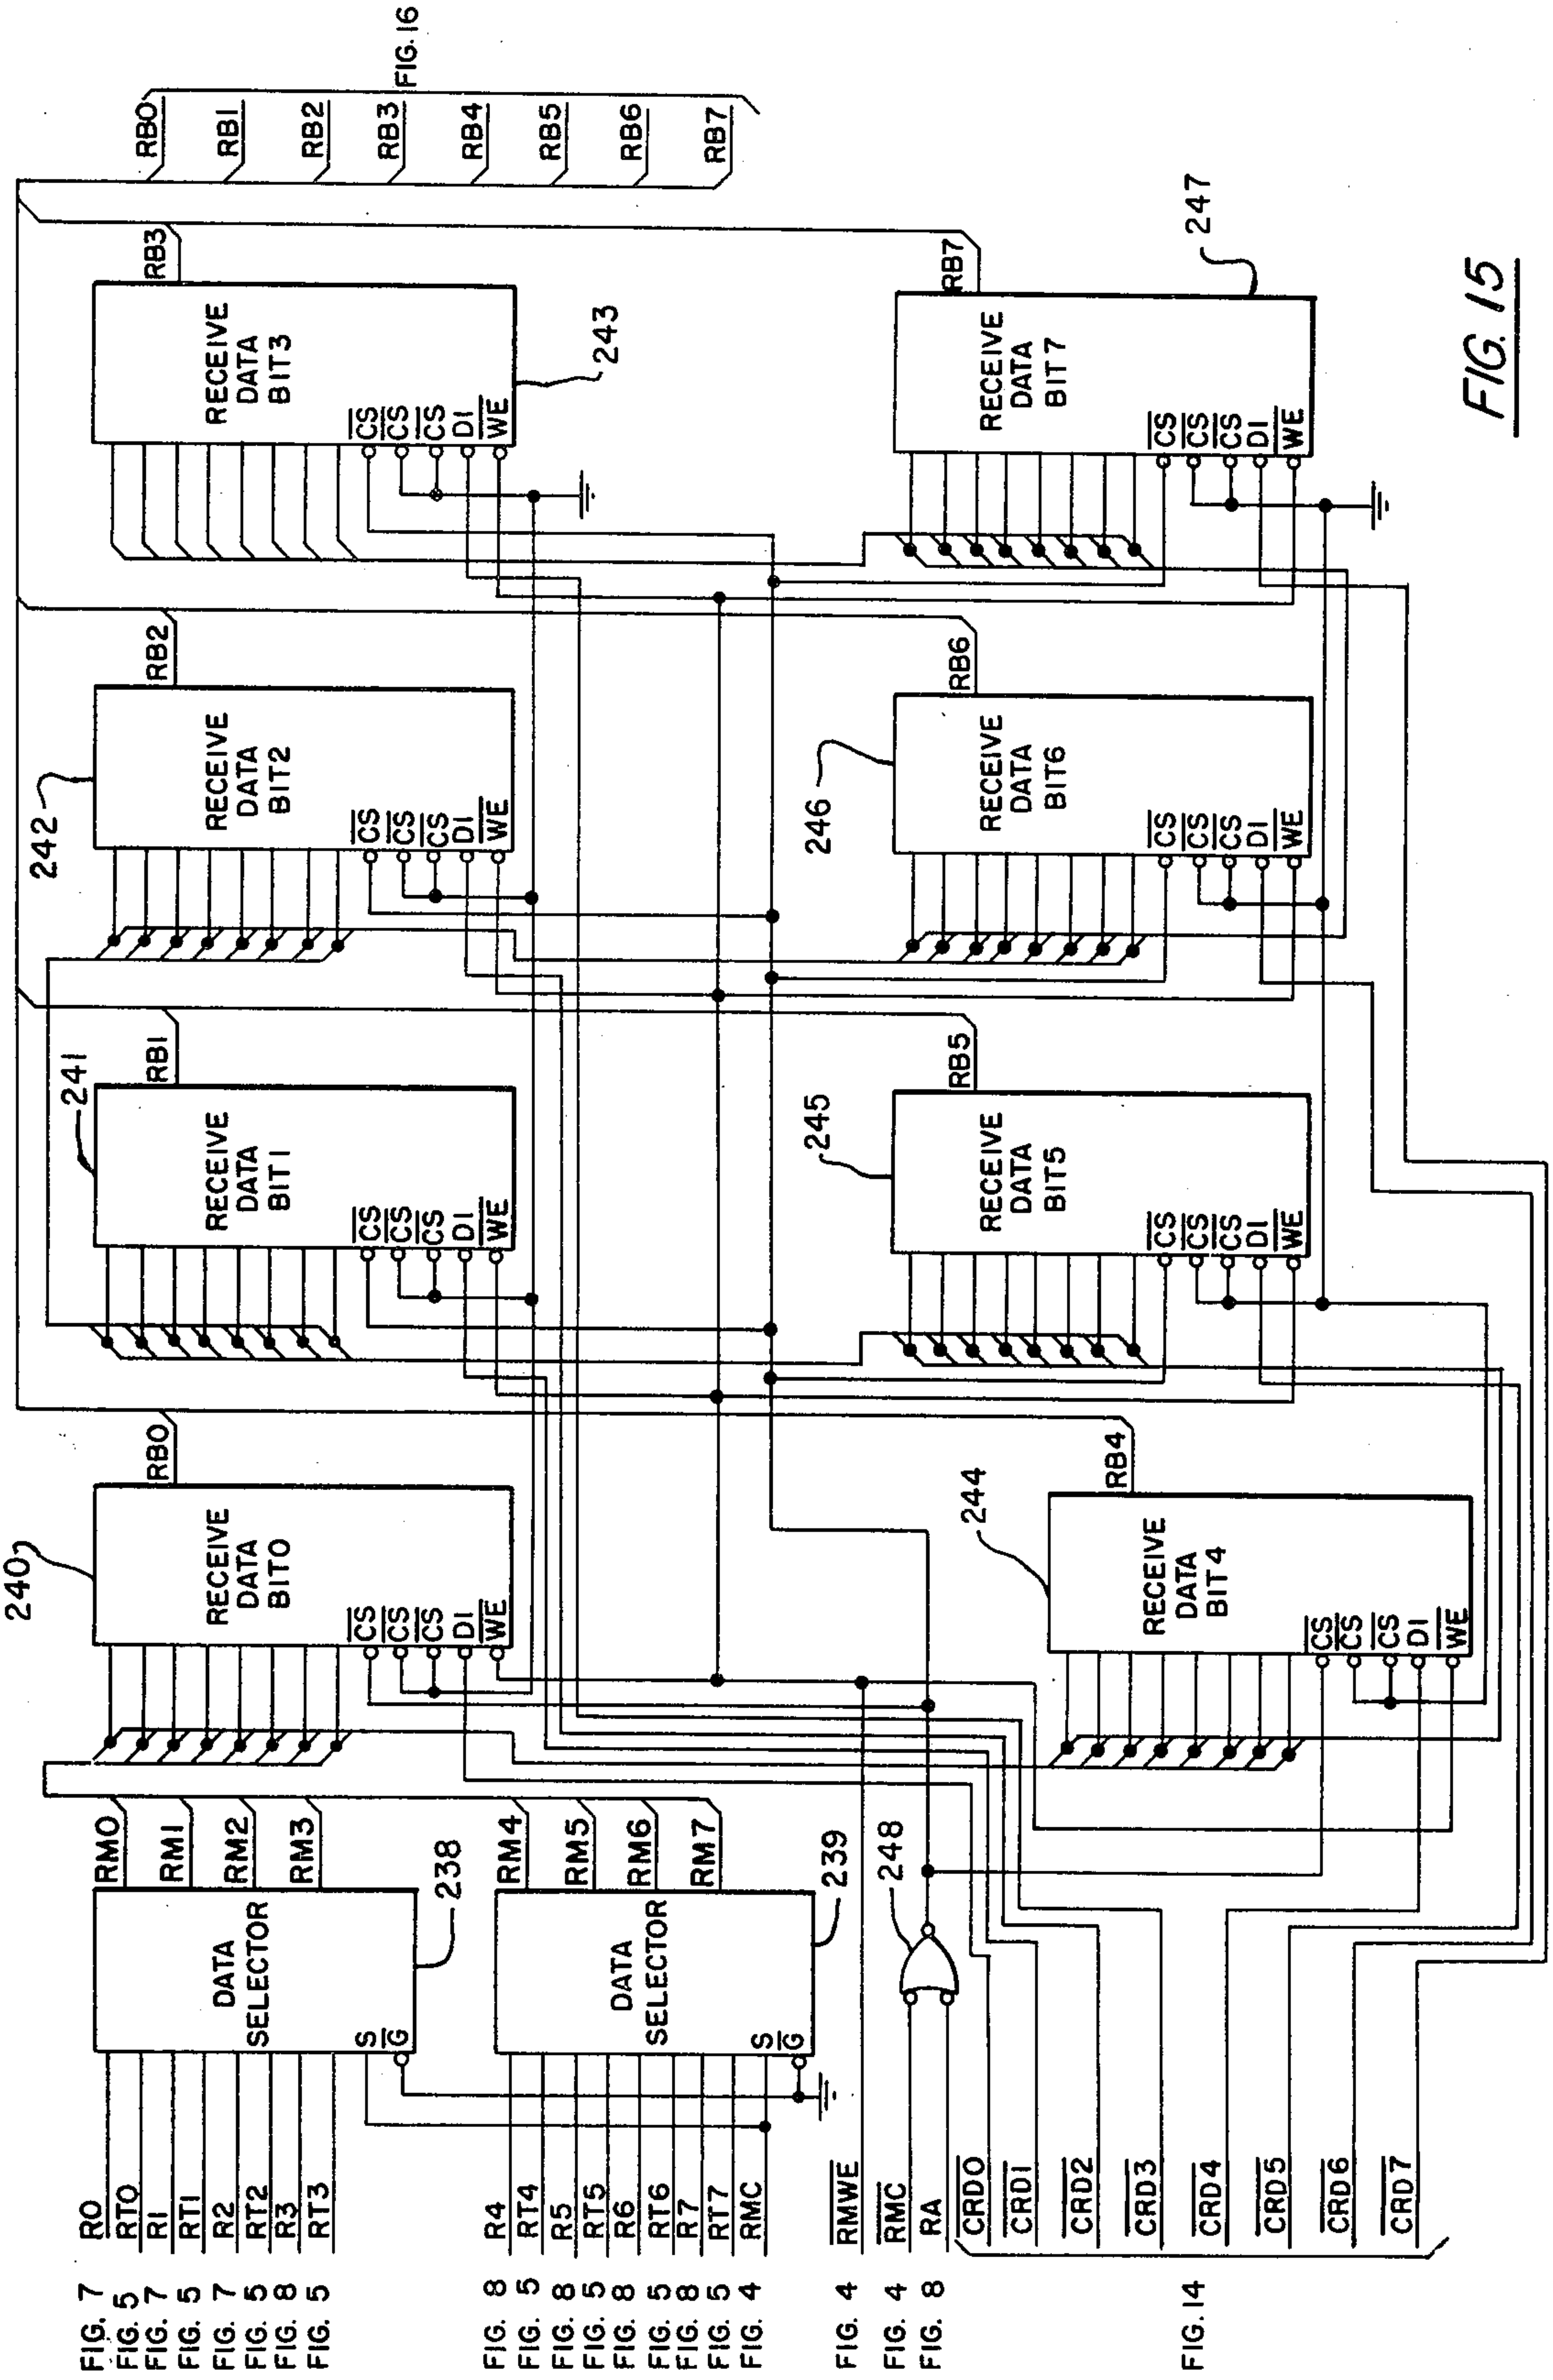 FIG. 7 R0
FIG. 5 RT0
FIG. 7 R1
FIG. 5 RT1
FIG. 7 R2
FIG. 5 RT2
FIG. 8 R3
FIG. 5 RT3
DATA
SELECTOR
S
G
238
RM0
RM1
RM2
RM3
FIG. 8 R4
FIG. 5 RT4
FIG. 8 R5
FIG. 5 RT5
FIG. 8 R6
FIG. 5 RT6
FIG. 8 R7
FIG. 5 RT7
FIG. 4 RMC
DATA
SELECTOR
S
G
239
RM4
RM5
RM6
RM7
FIG. 4 RMWE
FIG. 4 RMC
FIG. 8 RA
248
FIG. 14
CRD0
CRD1
CRD2
CRD3
CRD4
CRD5
CRD6
CRD7
240
RECEIVE
DATA
BIT0
CS
CS
CS
DI
WE
RB0
241
RECEIVE
DATA
BIT1
CS
CS
CS
DI
WE
RB1
242
RECEIVE
DATA
BIT2
CS
CS
CS
DI
WE
RB2
243
RECEIVE
DATA
BIT3
CS
CS
CS
DI
WE
RB3
244
RECEIVE
DATA
BIT4
CS
CS
CS
DI
WE
RB4
245
RECEIVE
DATA
BIT5
CS
CS
CS
DI
WE
RB5
246
RECEIVE
DATA
BIT6
CS
CS
CS
DI
WE
RB6
247
RECEIVE
DATA
BIT7
CS
CS
CS
DI
WE
RB7
RB0
RB1
RB2
RB3
RB4
RB5
RB6
RB7
FIG. 16
FIG. 15